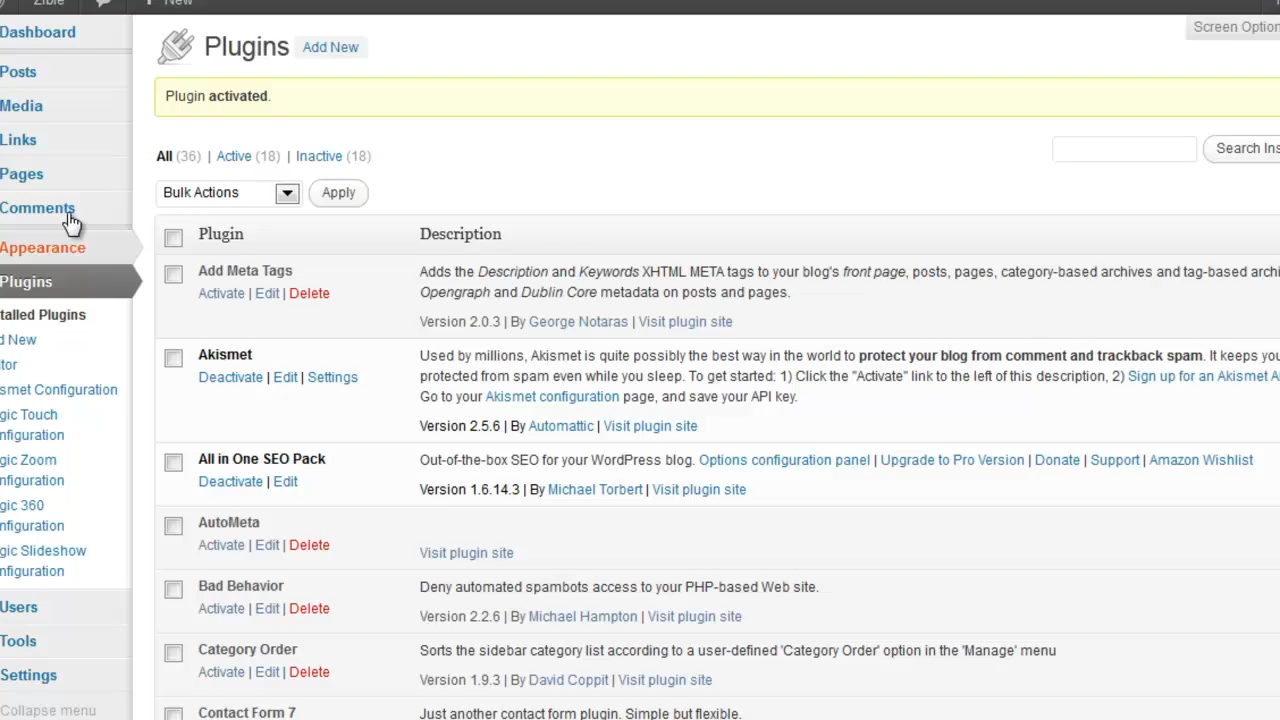 Zible
New
Dashboard
Posts
Media
Links
Pages
Comments
Appearance
Plugins
talled Plugins
d New
itor
smet Configuration
gic Touch
nfiguration
gic Zoom
nfiguration
gic 360
nfiguration
gic Slideshow
nfiguration
Users
Tools
Settings
Collapse menu
Screen Option
Plugins Add New
Plugin activated.
All (36) | Active (18) | Inactive (18)
Search Ins
Bulk Actions Apply
Plugin Description
Add Meta Tags
Activate | Edit | Delete
Adds the Description and Keywords XHTML META tags to your blog's front page, posts, pages, category-based archives and tag-based archi
Opengraph and Dublin Core metadata on posts and pages.
Version 2.0.3 | By George Notaras | Visit plugin site
Akismet
Deactivate | Edit | Settings
Used by millions, Akismet is quite possibly the best way in the world to protect your blog from comment and trackback spam. It keeps you
protected from spam even while you sleep. To get started: 1) Click the "Activate" link to the left of this description, 2) Sign up for an Akismet A
Go to your Akismet configuration page, and save your API key.
Version 2.5.6 | By Automattic | Visit plugin site
All in One SEO Pack
Deactivate | Edit
Out-of-the-box SEO for your WordPress blog. Options configuration panel | Upgrade to Pro Version | Donate | Support | Amazon Wishlist
Version 1.6.14.3 | By Michael Torbert | Visit plugin site
AutoMeta
Activate | Edit | Delete
Visit plugin site
Bad Behavior
Activate | Edit | Delete
Deny automated spambots access to your PHP-based Web site.
Version 2.2.6 | By Michael Hampton | Visit plugin site
Category Order
Activate | Edit | Delete
Sorts the sidebar category list according to a user-defined 'Category Order' option in the 'Manage' menu
Version 1.9.3 | By David Coppit | Visit plugin site
Contact Form 7
Just another contact form plugin. Simple but flexible.